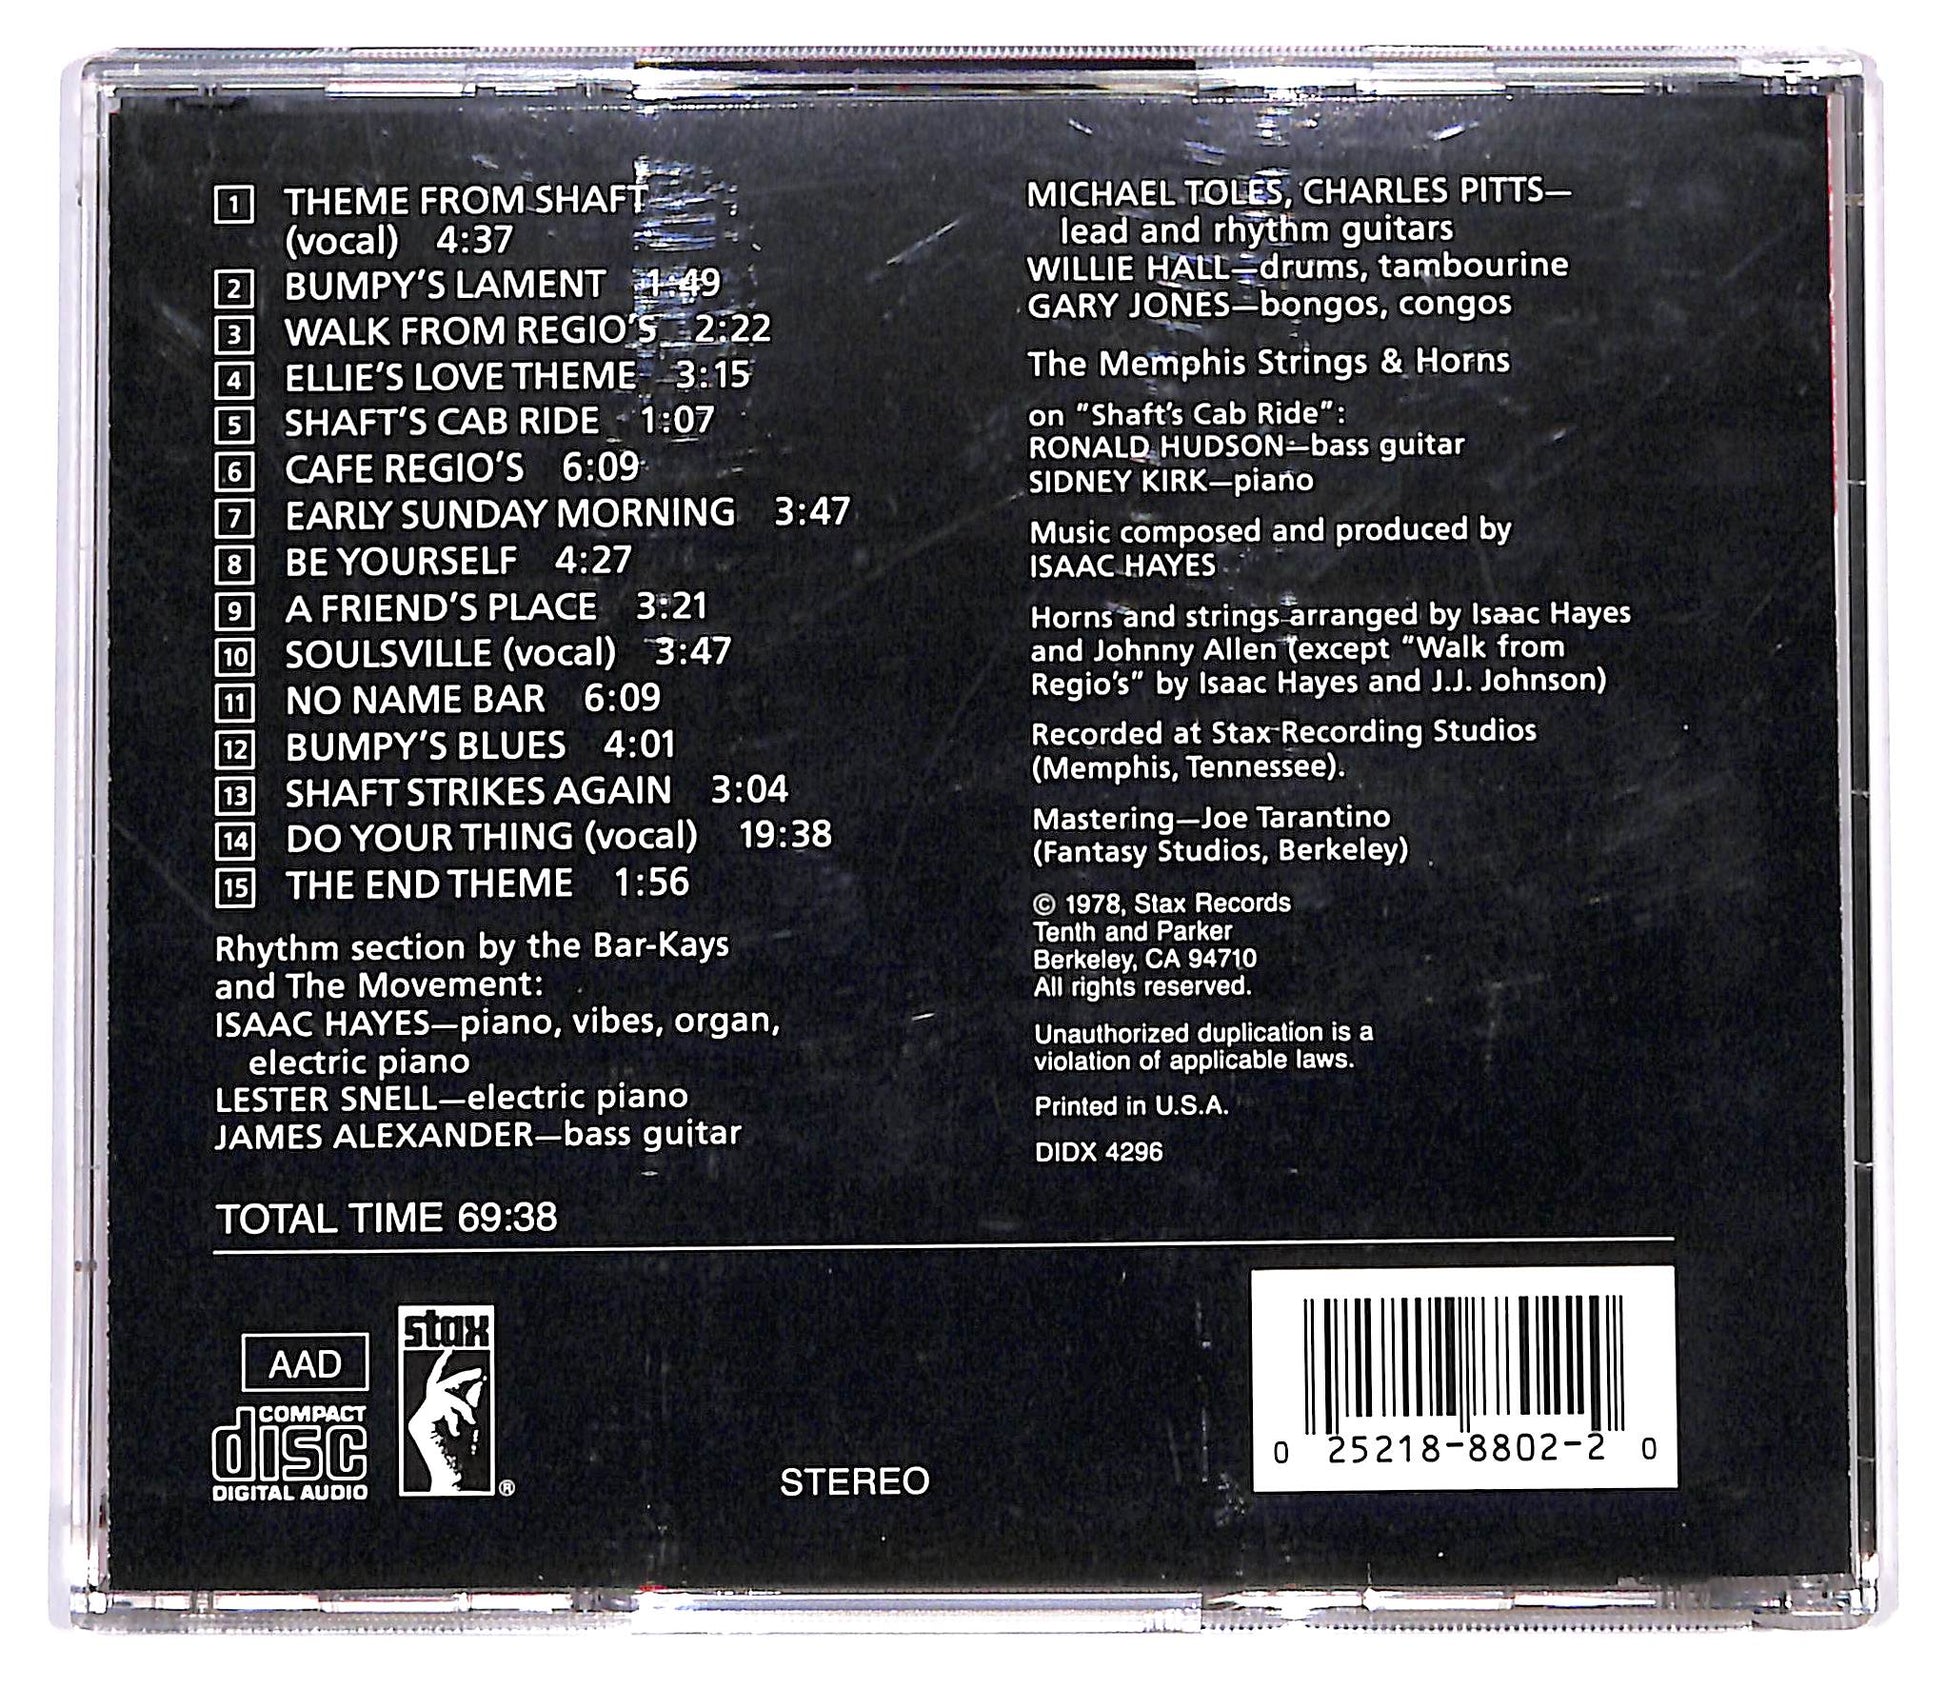 1 THEME FROM SHAFT
(vocal) 4:37
2 BUMPY'S LAMENT 1:49
3 WALK FROM REGIO'S 2:22
4 ELLIE'S LOVE THEME 3:15
5 SHAFT'S CAB RIDE 1:07
6 CAFE REGIO'S 6:09
7 EARLY SUNDAY MORNING 3:47
8 BE YOURSELF 4:27
9 A FRIEND'S PLACE 3:21
10 SOULSVILLE (vocal) 3:47
11 NO NAME BAR 6:09
12 BUMPY'S BLUES 4:01
13 SHAFT STRIKES AGAIN 3:04
14 DO YOUR THING (vocal) 19:38
15 THE END THEME 1:56
Rhythm section by the Bar-Kays
and The Movement:
ISAAC HAYES—piano, vibes, organ,
electric piano
LESTER SNELL—electric piano
JAMES ALEXANDER—bass guitar
TOTAL TIME 69:38
MICHAEL TOLES, CHARLES PITTS—
lead and rhythm guitars
WILLIE HALL—drums, tambourine
GARY JONES—bongos, congos
The Memphis Strings & Horns
on "Shaft's Cab Ride":
RONALD HUDSON—bass guitar
SIDNEY KIRK—piano
Music composed and produced by
ISAAC HAYES
Horns and strings arranged by Isaac Hayes
and Johnny Allen (except "Walk from
Regio's" by Isaac Hayes and J.J. Johnson)
Recorded at Stax Recording Studios
(Memphis, Tennessee).
Mastering—Joe Tarantino
(Fantasy Studios, Berkeley)
© 1978, Stax Records
Tenth and Parker
Berkeley, CA 94710
All rights reserved.
Unauthorized duplication is a
violation of applicable laws.
Printed in U.S.A.
DIDX 4296
AAD
COMPACT
disc
DIGITAL AUDIO
stax
®
STEREO
0 25218-8802-2 0